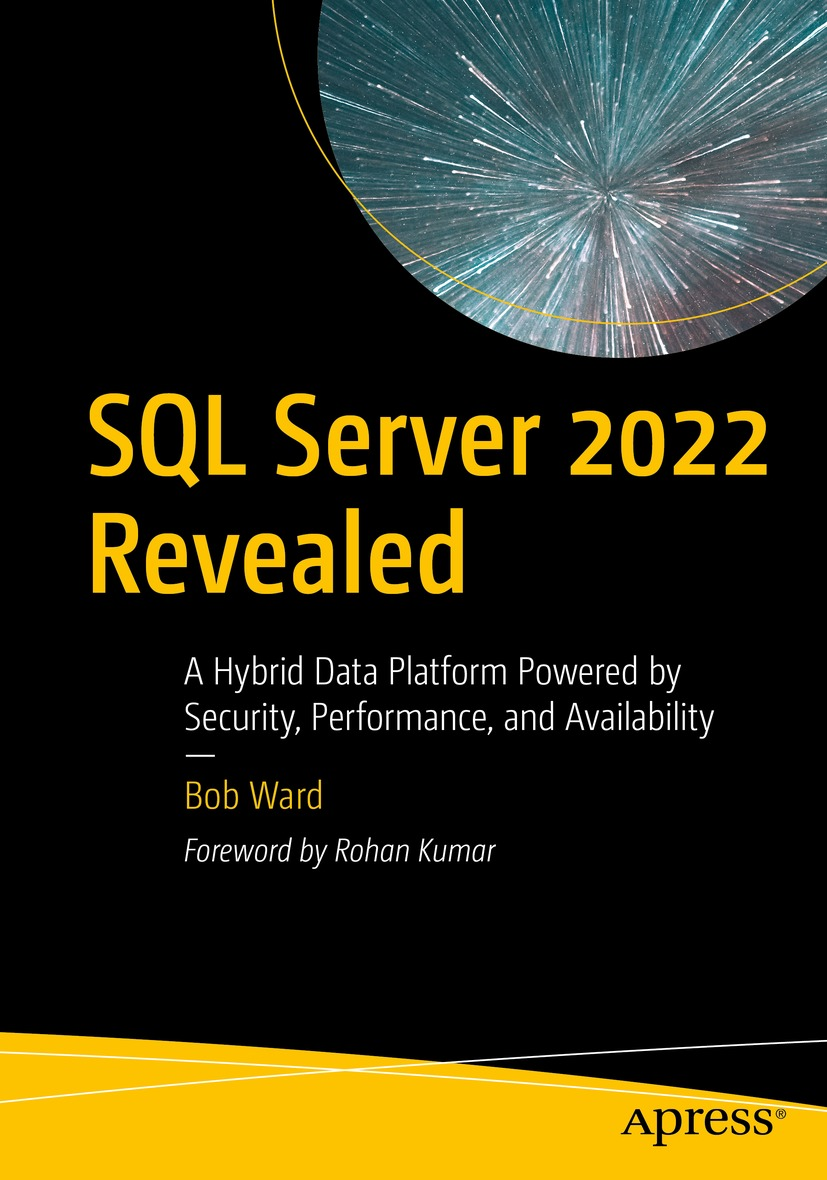 SQL Server 2022
Revealed
A Hybrid Data Platform Powered by
Security, Performance, and Availability
—
Bob Ward
Foreword by Rohan Kumar
Apress®